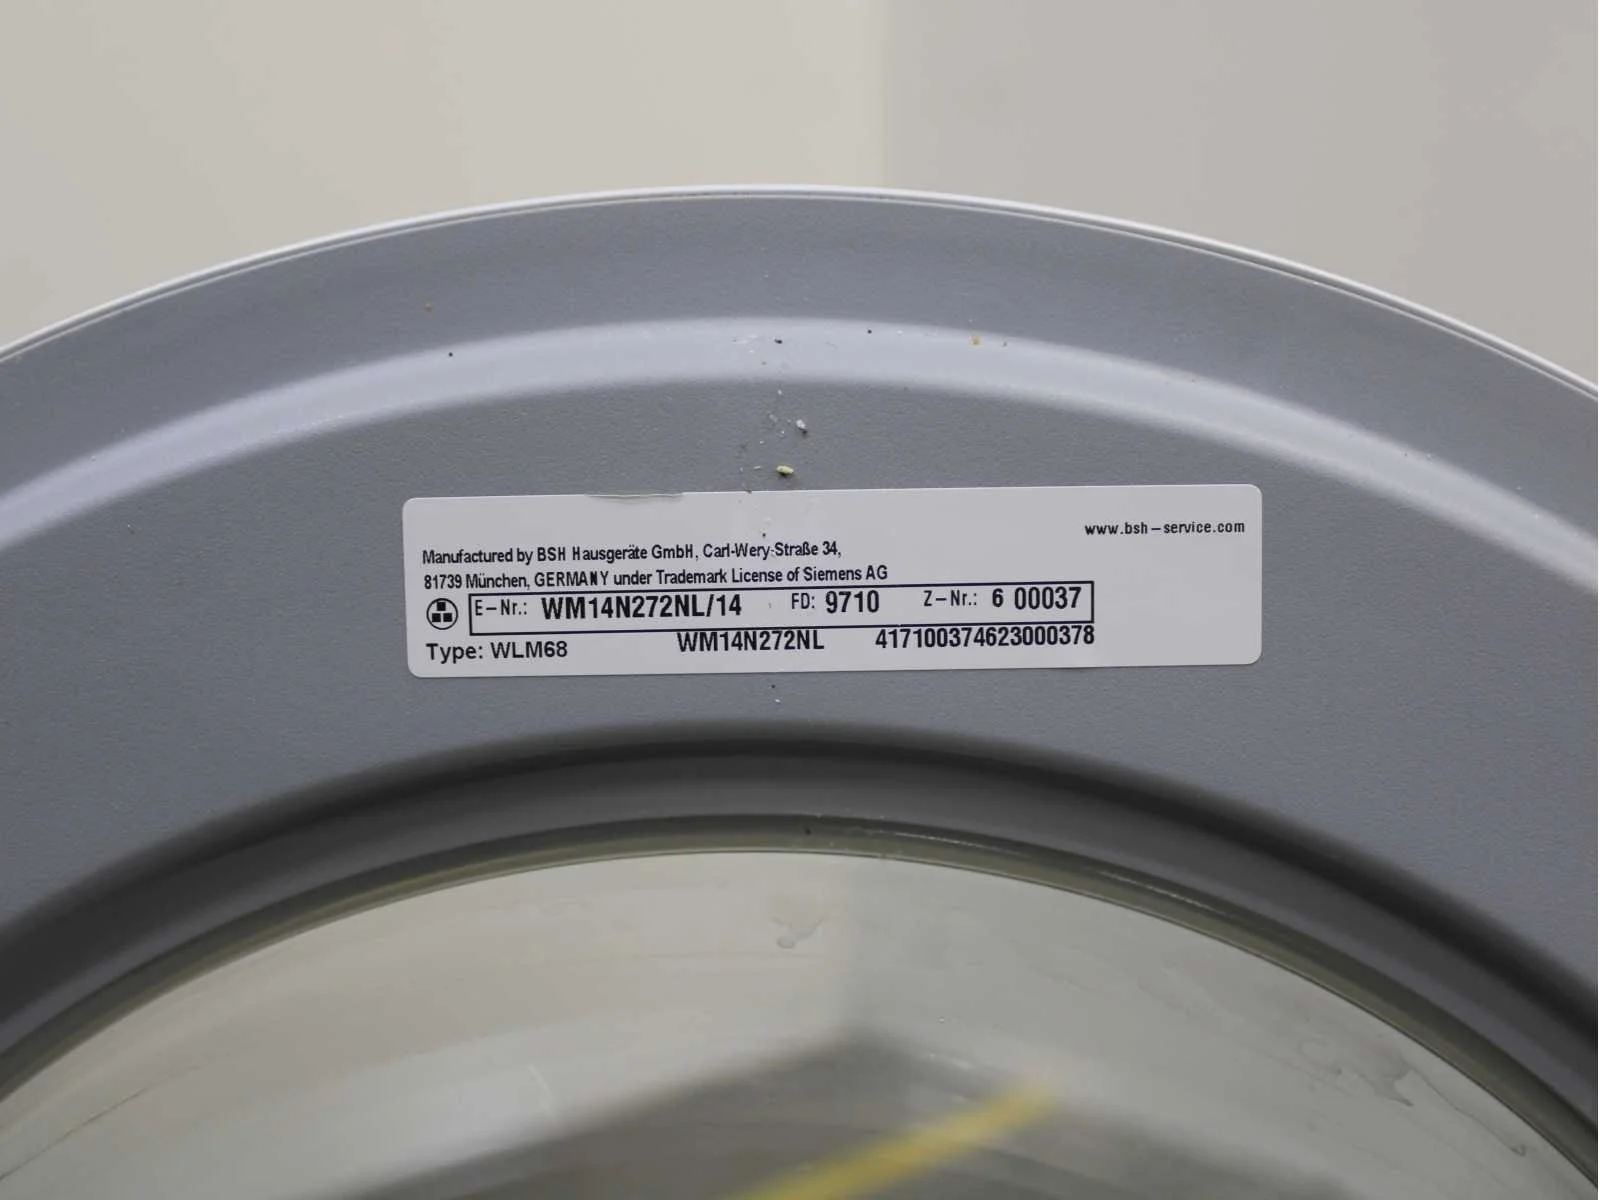 www.bsh-service.com
Manufactured by BSH Hausgeräte GmbH, Carl-Wery-Straße 34,
81739 München, GERMANY under Trademark License of Siemens AG
E-Nr.: WM14N272NL/14 FD: 9710 Z-Nr.: 6 00037
Type: WLM68 WM14N272NL 417100374623000378